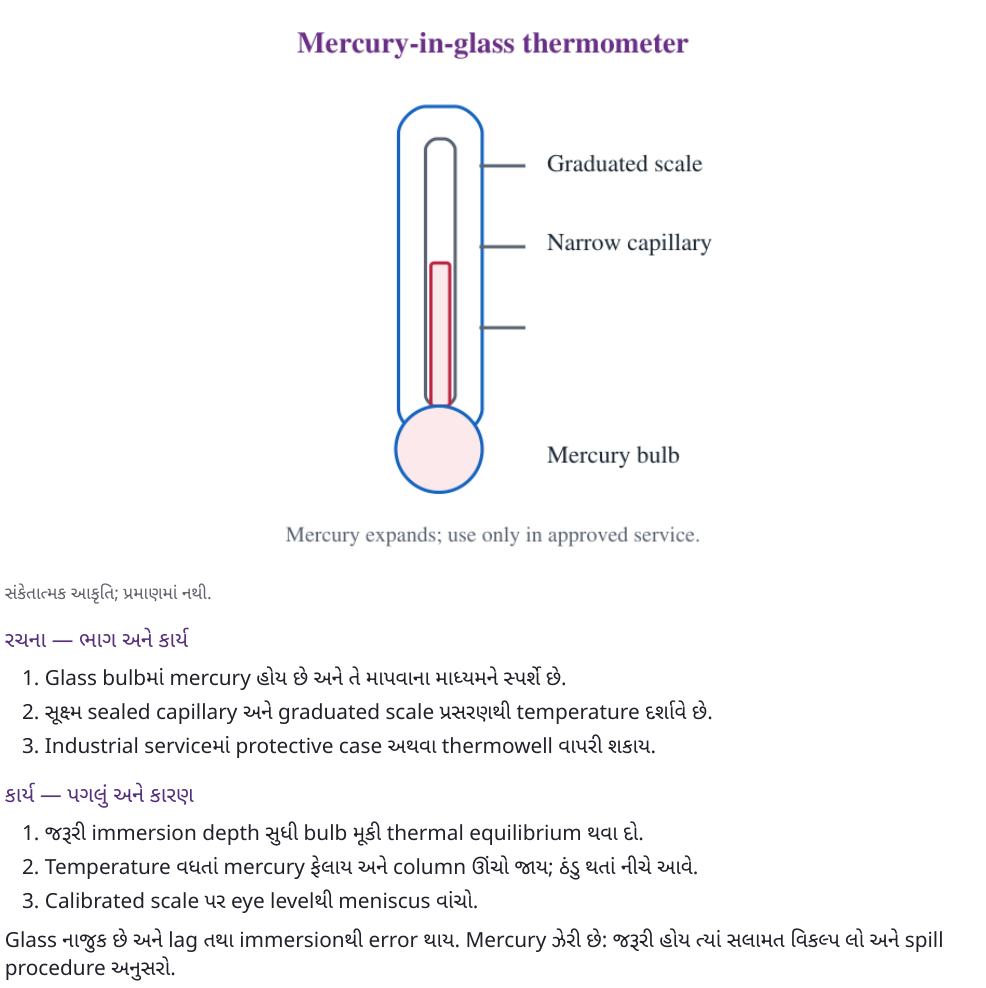 Mercury-in-glass thermometer
Graduated scale
Narrow capillary
Mercury bulb
Mercury expands; use only in approved service.
સંકેતાત્મક આકૃતિ; પ્રમાણમાં નથી.
રચના — ભાગ અને કાર્ય
1. Glass bulbમાં mercury હોય છે અને તે માપવાના માધ્યમને સ્પર્શે છે.
2. સૂક્ષ્મ sealed capillary અને graduated scale પ્રસરણથી temperature દર્શાવે છે.
3. Industrial serviceમાં protective case અથવા thermowell વાપરી શકાય.
કાર્ય — પગલું અને કારણ
1. જરૂરી immersion depth સુધી bulb મૂકી thermal equilibrium થવા દો.
2. Temperature વધતાં mercury ફેલાય અને column ઊંચો જાય; ઠંડુ થતાં નીચે આવે.
3. Calibrated scale પર eye levelથી meniscus વાંચો.
Glass નાજુક છે અને lag તથા immersionથી error થાય. Mercury ઝેરી છે: જરૂરી હોય ત્યાં સલામત વિકલ્પ લો અને spill
procedure અનુસરો.